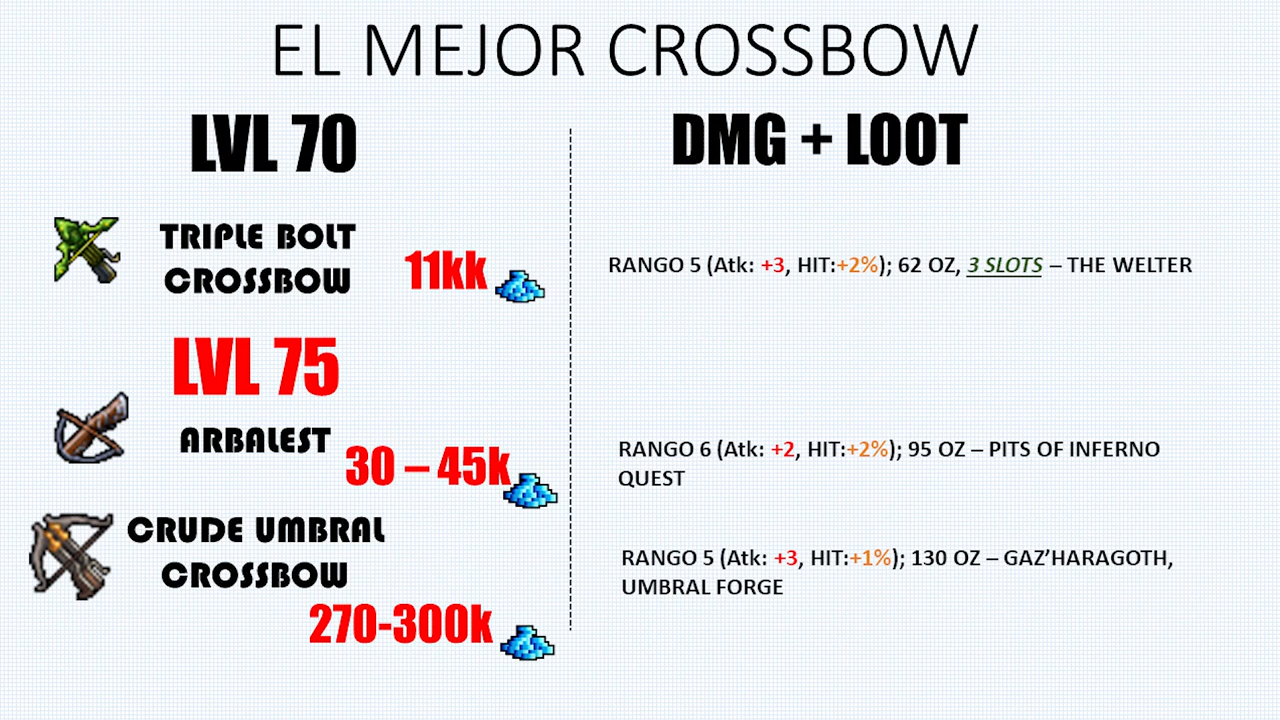 EL MEJOR CROSSBOW
LVL 70
DMG + LOOT
TRIPLE BOLT
CROSSBOW
11kk
RANGO 5 (Atk: +3, HIT:+2%); 62 OZ, 3 SLOTS – THE WELTER
LVL 75
ARBALEST
30 – 45k
RANGO 6 (Atk: +2, HIT:+2%); 95 OZ – PITS OF INFERNO
QUEST
CRUDE UMBRAL
CROSSBOW
270-300k
RANGO 5 (Atk: +3, HIT:+1%); 130 OZ – GAZ’HARAGOTH,
UMBRAL FORGE